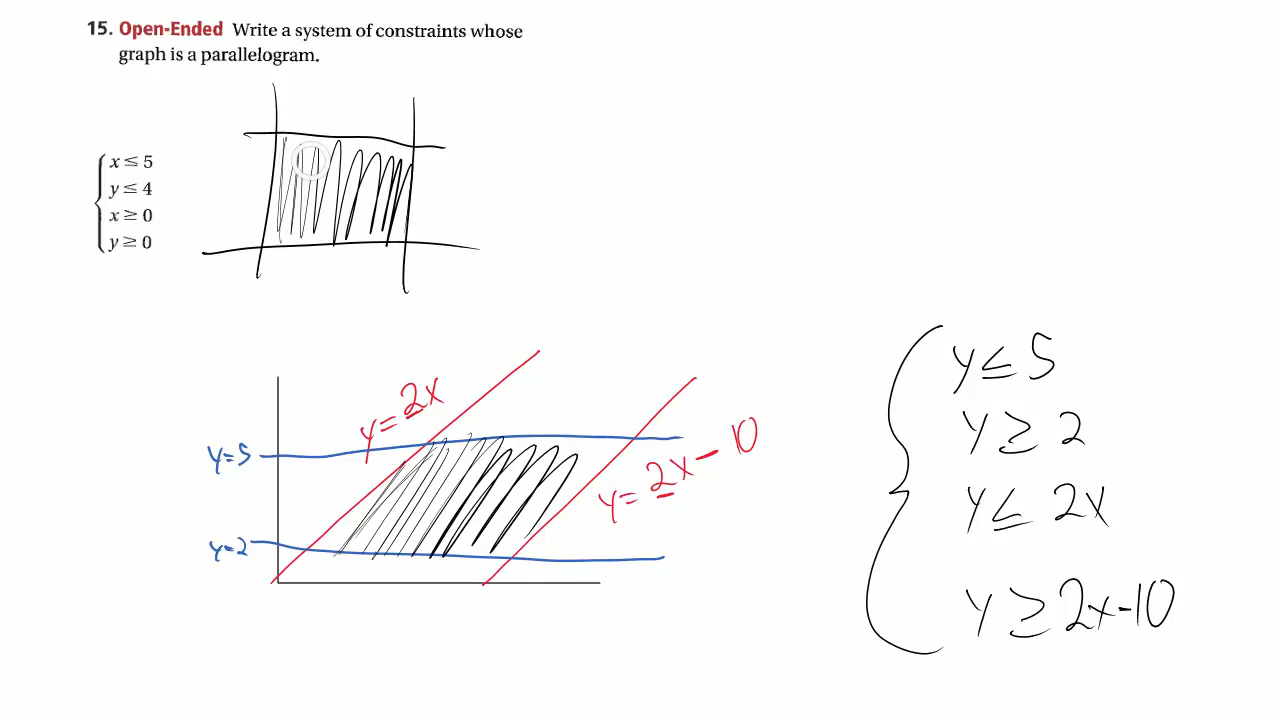 15. Open-Ended Write a system of constraints whose
graph is a parallelogram.
x ≤ 5
y ≤ 4
x ≥ 0
y ≥ 0
y = 2x
y=5
y = 2x - 10
y=2
y ≤ 5
y ≥ 2
y ≤ 2x
y ≥ 2x-10